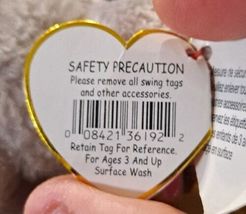 SAFETY PRECAUTION
Please remove all swing tags
and other accessories.
0 08421 36192 2
Retain Tag For Reference.
For Ages 3 And Up
Surface Wash